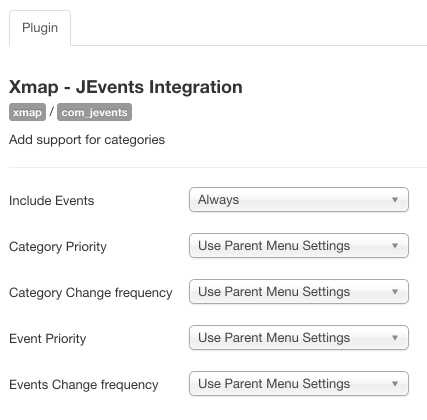 Plugin
Xmap - JEvents Integration
xmap / com_jevents
Add support for categories
Include Events Always
Category Priority Use Parent Menu Settings
Category Change frequency Use Parent Menu Settings
Event Priority Use Parent Menu Settings
Events Change frequency Use Parent Menu Settings